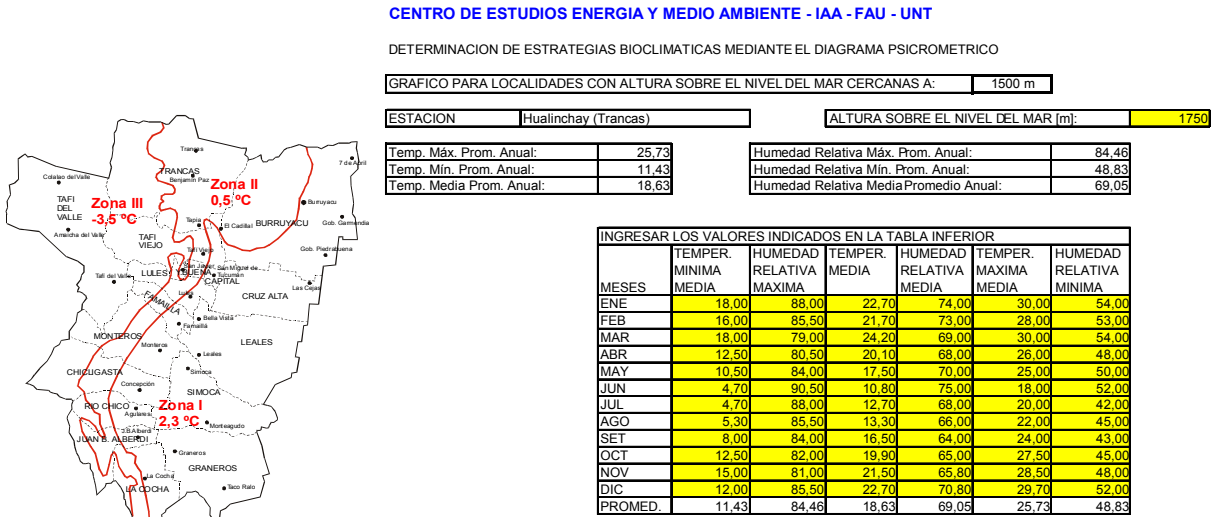 CENTRO DE ESTUDIOS ENERGIA Y MEDIO AMBIENTE - IAA - FAU - UNT
DETERMINACION DE ESTRATEGIAS BIOCLIMATICAS MEDIANTE EL DIAGRAMA PSICROMETRICO
GRAFICO PARA LOCALIDADES CON ALTURA SOBRE EL NIVEL DEL MAR CERCANAS A: 1500 m
ESTACION Hualinchay (Trancas) ALTURA SOBRE EL NIVEL DEL MAR [m]: 1750
Temp. Máx. Prom. Anual: 25,73 Humedad Relativa Máx. Prom. Anual: 84,46
Temp. Mín. Prom. Anual: 11,43 Humedad Relativa Mín. Prom. Anual: 48,83
Temp. Media Prom. Anual: 18,63 Humedad Relativa Media Promedio Anual: 69,05
Trancas
7 de Abril
TRANCAS
Benjamin Paz
Colalao del Valle
Zona II
0,5 ºC
TAFI
DEL
VALLE
Zona III
-3,5 ºC
Burruyacu
Tapia
El Cadillal
BURRUYACU
Gob. Garmendia
Amaicha del Valle
TAFI
VIEJO
Tafí Viejo
Gob. Piedrabuena
San Javier
San Miguel de
Tucumán
Tafí del Valle
LULES
Y. BUENA
CAPITAL
Las Cejas
Lules
CRUZ ALTA
FAMAILLA
Bella Vista
Famaillá
MONTEROS
Monteros
LEALES
Leales
CHICLIGASTA
Simoca
Concepción
SIMOCA
RIO CHICO
Aguilares
Zona I
2,3 ºC
Monteagudo
J.B.Alberdi
JUAN B. ALBERDI
Graneros
GRANEROS
La Cocha
LA COCHA
Taco Ralo
INGRESAR LOS VALORES INDICADOS EN LA TABLA INFERIOR
TEMPER. HUMEDAD TEMPER. HUMEDAD TEMPER. HUMEDAD
MINIMA RELATIVA MEDIA RELATIVA MAXIMA RELATIVA
MESES MEDIA MAXIMA MEDIA MEDIA MINIMA
ENE 18,00 88,00 22,70 74,00 30,00 54,00
FEB 16,00 85,50 21,70 73,00 28,00 53,00
MAR 18,00 79,00 24,20 69,00 30,00 54,00
ABR 12,50 80,50 20,10 68,00 26,00 48,00
MAY 10,50 84,00 17,50 70,00 25,00 50,00
JUN 4,70 90,50 10,80 75,00 18,00 52,00
JUL 4,70 88,00 12,70 68,00 20,00 42,00
AGO 5,30 85,50 13,30 66,00 22,00 45,00
SET 8,00 84,00 16,50 64,00 24,00 43,00
OCT 12,50 82,00 19,90 65,00 27,50 45,00
NOV 15,00 81,00 21,50 65,80 28,50 48,00
DIC 12,00 85,50 22,70 70,80 29,70 52,00
PROMED. 11,43 84,46 18,63 69,05 25,73 48,83